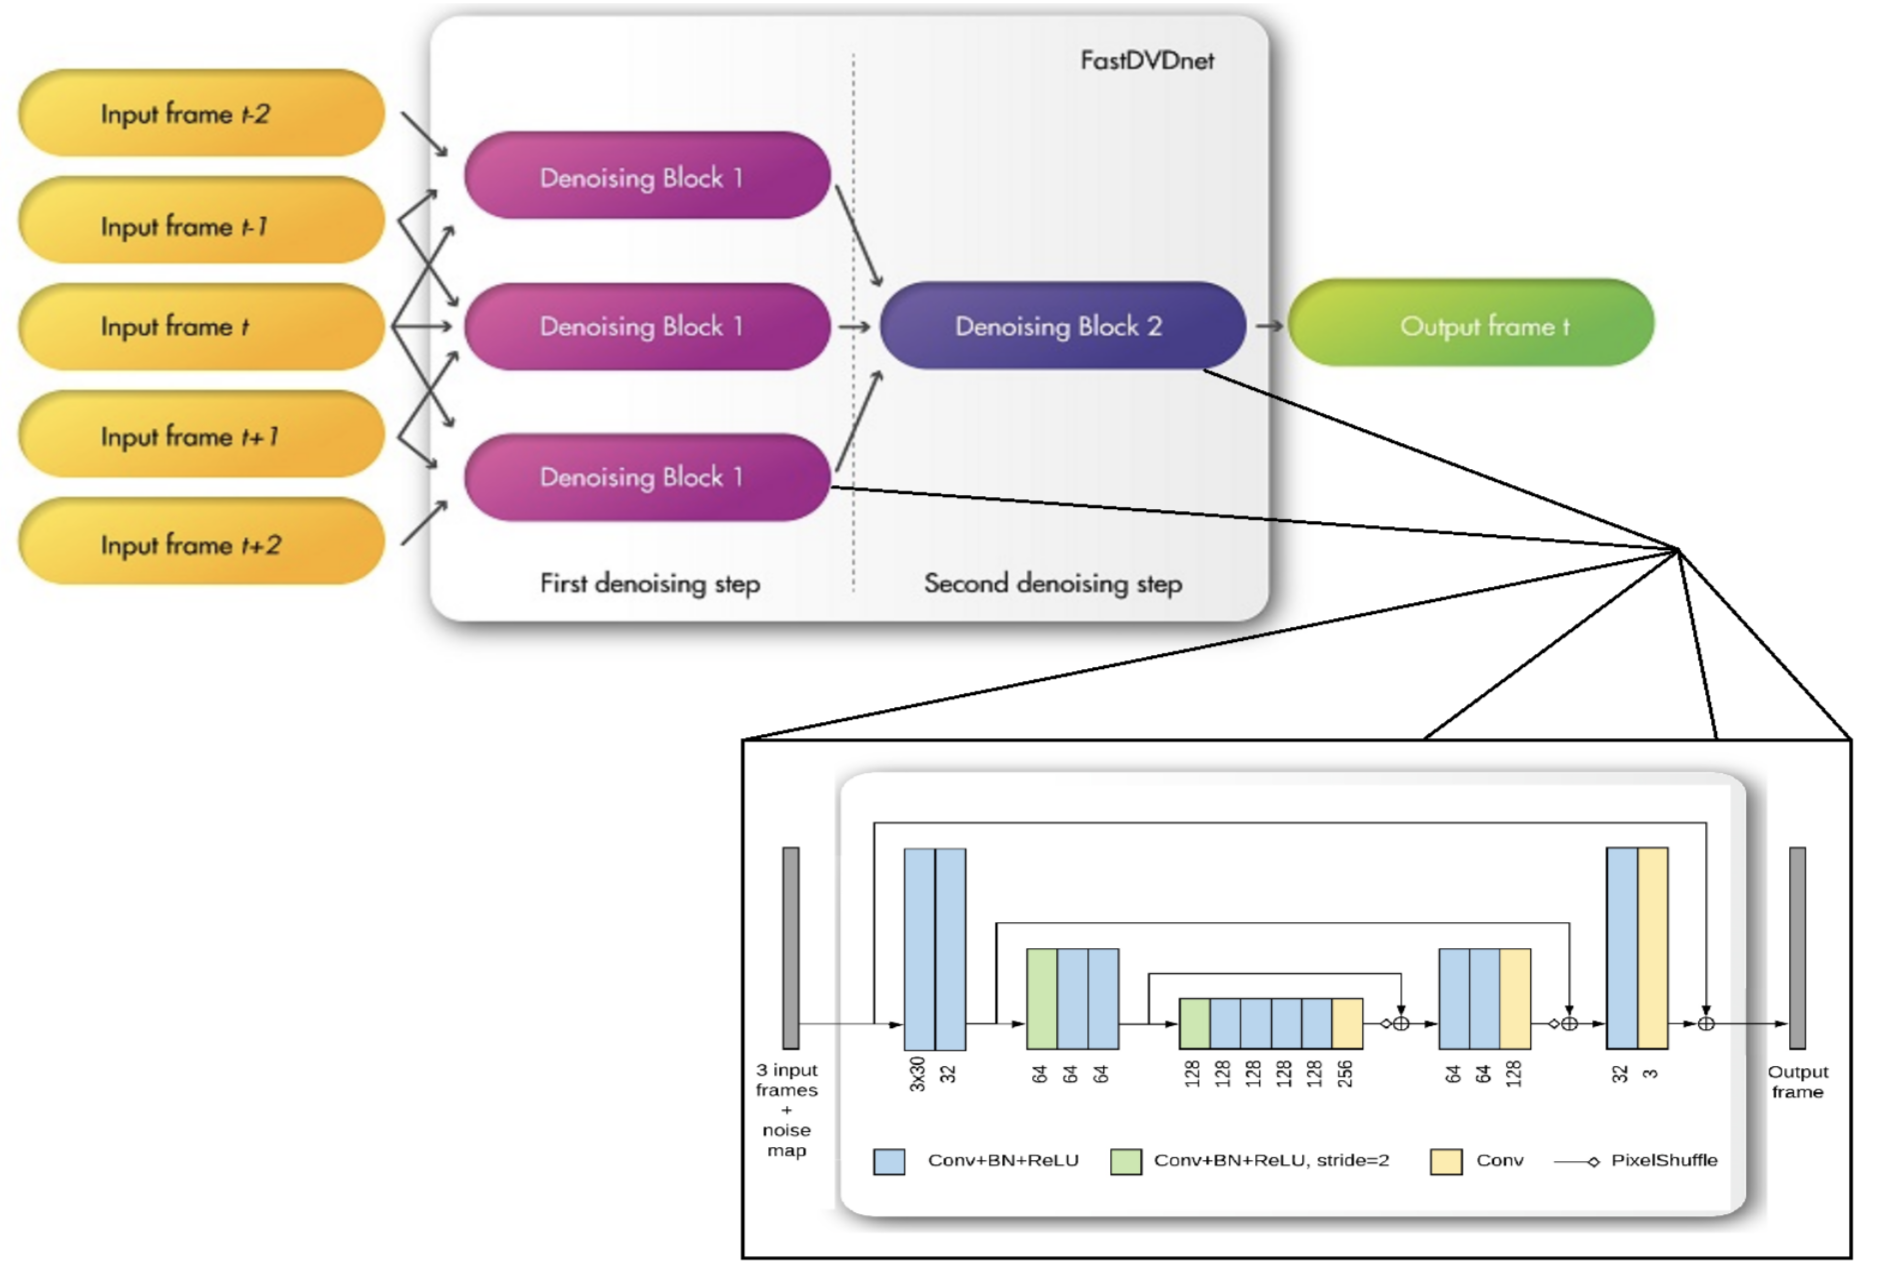 FastDVDnet
Input frame t-2
Input frame t-1
Input frame t
Input frame t+1
Input frame t+2
Denoising Block 1
Denoising Block 1
Denoising Block 1
Denoising Block 2
Output frame t
First denoising step
Second denoising step
3 input
frames
+
noise
map
3x30
32
64
64
64
128
128
128
128
128
256
64
64
128
32
3
Output
frame
Conv+BN+ReLU
Conv+BN+ReLU, stride=2
Conv
PixelShuffle